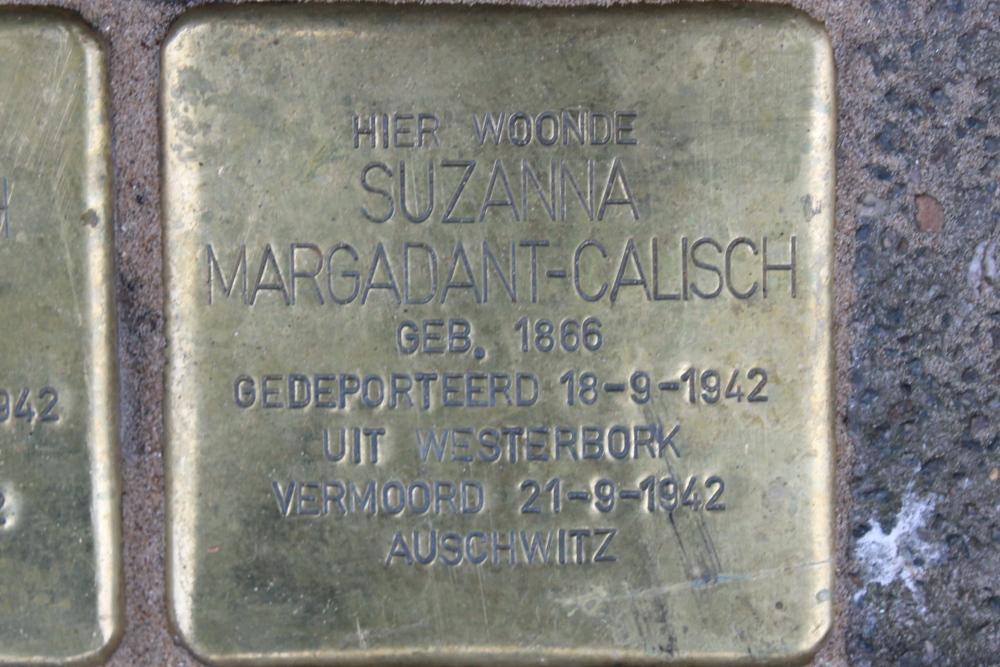 HIER WOONDE
SUZANNA
MARGADANT-CALISCH
GEB. 1866
GEDEPORTEERD 18-9-1942
UIT WESTERBORK
VERMOORD 21-9-1942
AUSCHWITZ